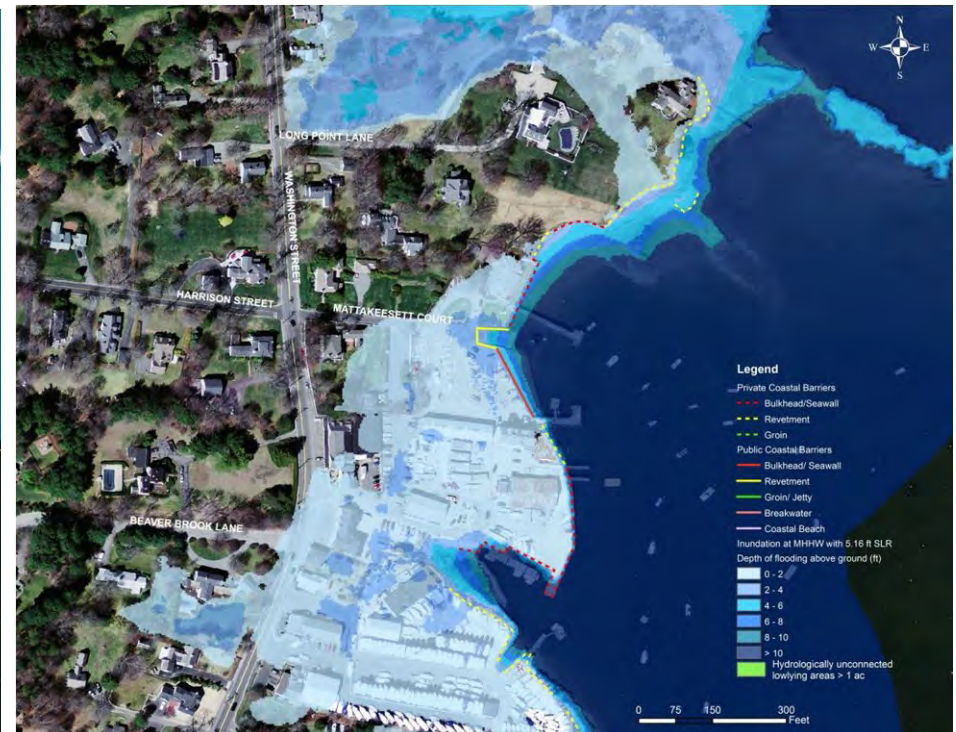 N
W E
S
LONG POINT LANE
WASHINGTON STREET
HARRISON STREET
MATTAKEESETT COURT
BEAVER BROOK LANE
Legend
Private Coastal Barriers
Bulkhead/Seawall
Revetment
Groin
Public Coastal Barriers
Bulkhead/ Seawall
Revetment
Groin/ Jetty
Breakwater
Coastal Beach
Inundation at MHHW with 5.16 ft SLR
Depth of flooding above ground (ft)
0 - 2
2 - 4
4 - 6
6 - 8
8 - 10
> 10
Hydrologically unconnected
lowlying areas > 1 ac
0 75 150 300
Feet